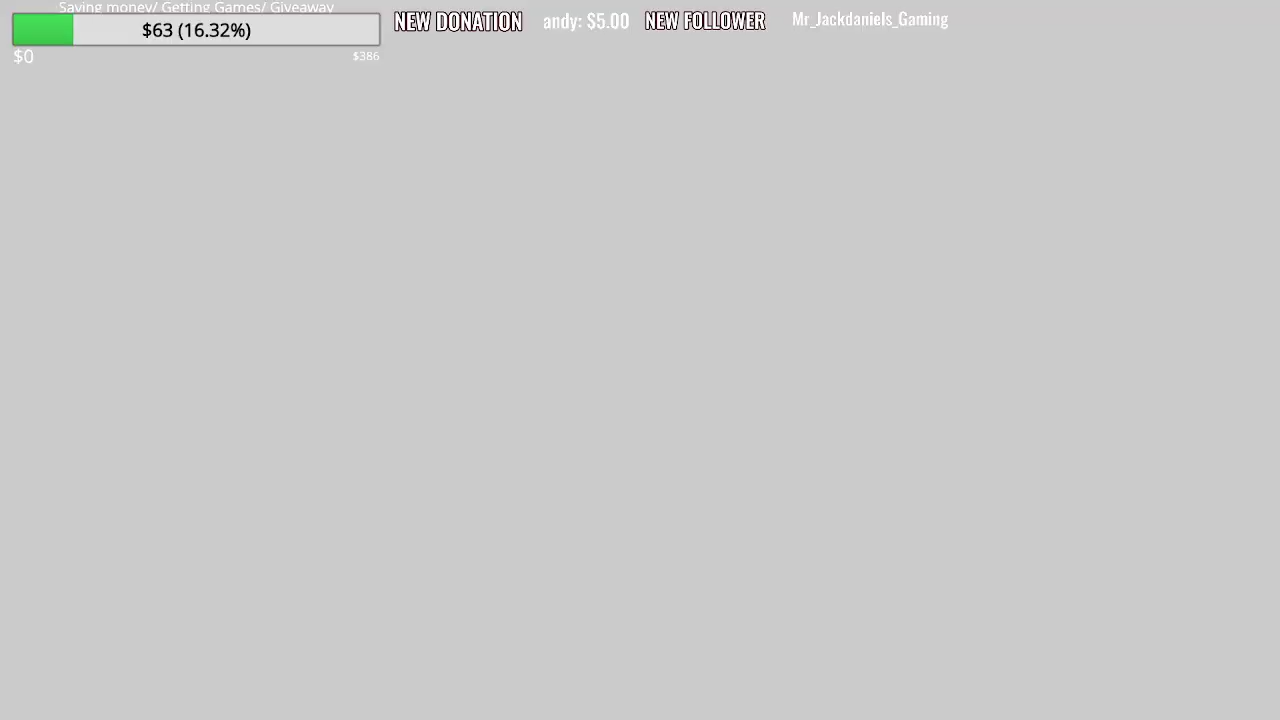 Saving money/ Getting Games/ Giveaway
$63 (16.32%)
$0 $386
NEW DONATION andy: $5.00 NEW FOLLOWER Mr_Jackdaniels_Gaming